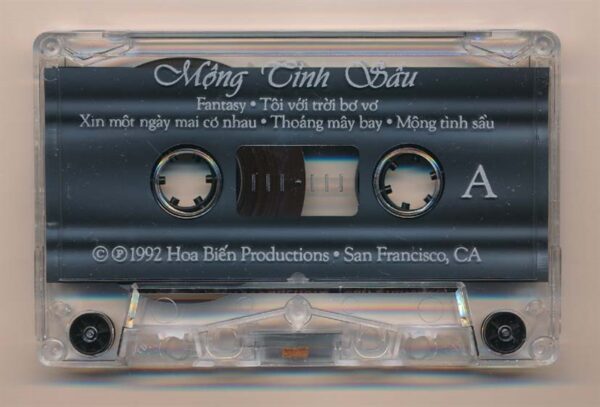 Mộng Tình Sầu
Fantasy • Tôi với trời bơ vơ
Xin một ngày mai có nhau • Thoáng mây bay • Mộng tình sầu
A
© ℗ 1992 Hoa Biển Productions • San Francisco, CA